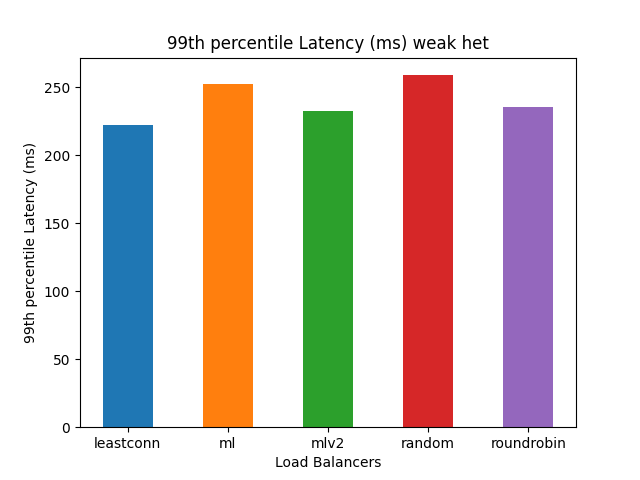 99th percentile Latency (ms) weak het
99th percentile Latency (ms)
250
200
150
100
50
0
leastconn ml mlv2 random roundrobin
Load Balancers